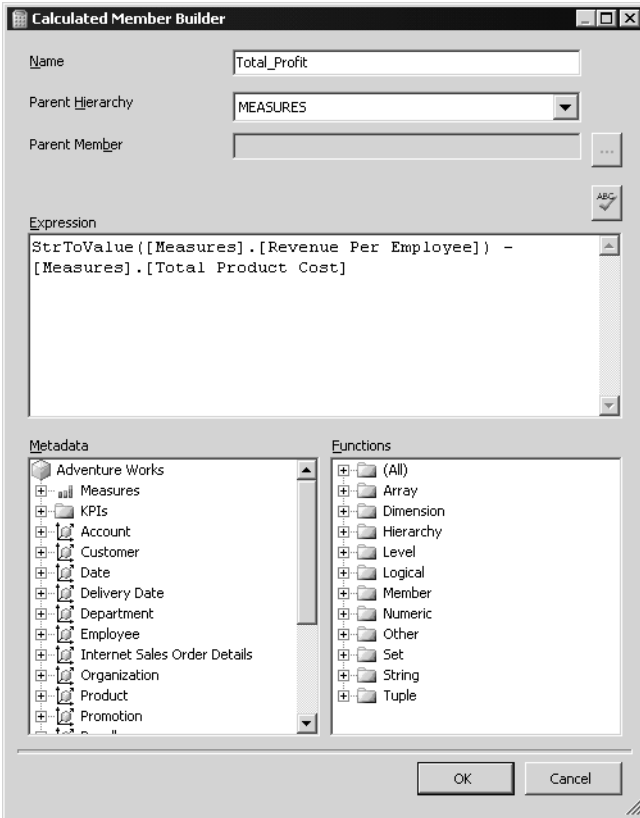 Calculated Member Builder
Name
Total_Profit
Parent Hierarchy
MEASURES
Parent Member
...
ABC
Expression
StrToValue([Measures].[Revenue Per Employee]) -
[Measures].[Total Product Cost]
Metadata
Adventure Works
Measures
KPIs
Account
Customer
Date
Delivery Date
Department
Employee
Internet Sales Order Details
Organization
Product
Promotion
Functions
(All)
Array
Dimension
Hierarchy
Level
Logical
Member
Numeric
Other
Set
String
Tuple
OK
Cancel